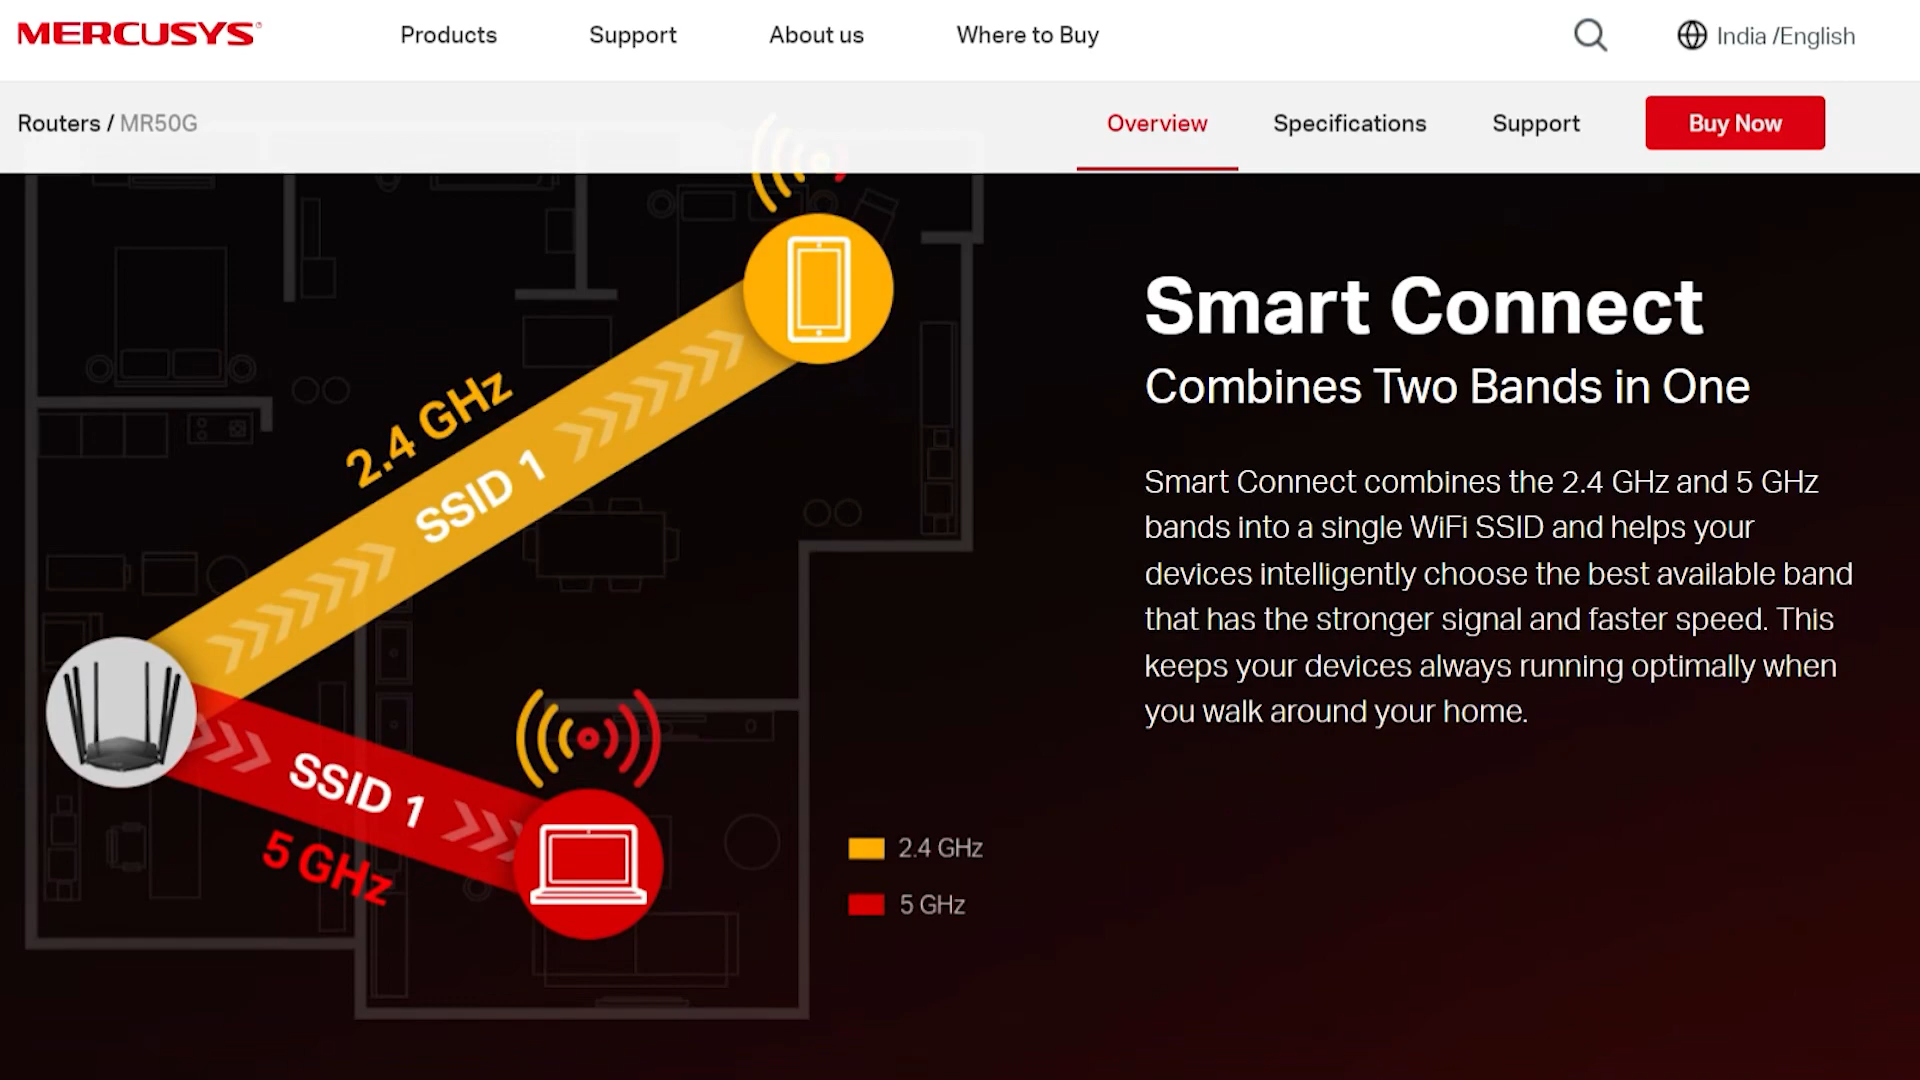 MERCUSYS
Products
Support
About us
Where to Buy
India /English
Routers / MR50G
Overview
Specifications
Support
Buy Now
2.4 GHz
SSID 1
SSID 1
5 GHz
2.4 GHz
5 GHz
Smart Connect
Combines Two Bands in One
Smart Connect combines the 2.4 GHz and 5 GHz
bands into a single WiFi SSID and helps your
devices intelligently choose the best available band
that has the stronger signal and faster speed. This
keeps your devices always running optimally when
you walk around your home.